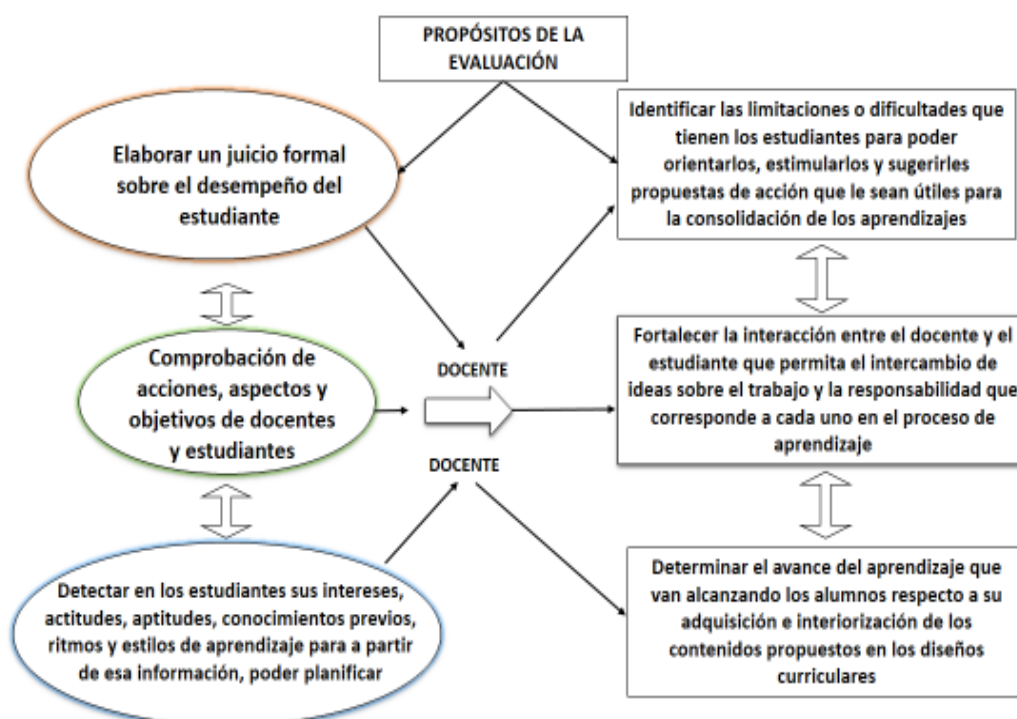 PROPÓSITOS DE LA
EVALUACIÓN
Elaborar un juicio formal
sobre el desempeño del
estudiante
Identificar las limitaciones o dificultades que
tienen los estudiantes para poder
orientarlos, estimularlos y sugerirles
propuestas de acción que le sean útiles para
la consolidación de los aprendizajes
Comprobación de
acciones, aspectos y
objetivos de docentes
y estudiantes
DOCENTE
DOCENTE
Fortalecer la interacción entre el docente y el
estudiante que permita el intercambio de
ideas sobre el trabajo y la responsabilidad que
corresponde a cada uno en el proceso de
aprendizaje
Detectar en los estudiantes sus intereses,
actitudes, aptitudes, conocimientos previos,
ritmos y estilos de aprendizaje para a partir
de esa información, poder planificar
Determinar el avance del aprendizaje que
van alcanzando los alumnos respecto a su
adquisición e interiorización de los
contenidos propuestos en los diseños
curriculares